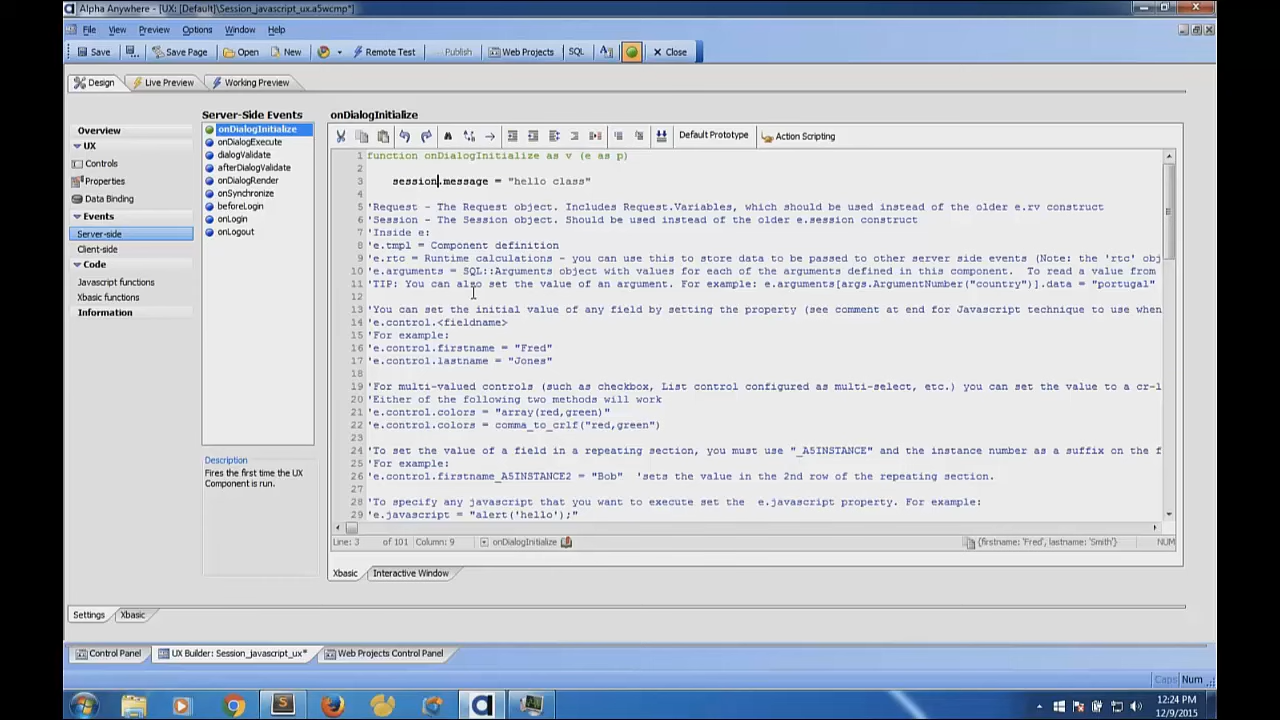 Alpha Anywhere - [UX: [Default]\Session_javascript_ux.a5wcmp*]
File View Preview Options Window Help
Save Save Page Open New Remote Test Publish Web Projects SQL Close
Design Live Preview Working Preview
Overview
UX
Controls
Properties
Data Binding
Events
Server-side
Client-side
Code
Javascript functions
Xbasic functions
Information
Server-Side Events
onDialogInitialize
onDialogExecute
dialogValidate
afterDialogValidate
onDialogRender
onSynchronize
beforeLogin
onLogin
onLogout
Description
Fires the first time the UX
Component is run.
onDialogInitialize
Default Prototype Action Scripting
1 function onDialogInitialize as v (e as p)
2
3 session.message = "hello class"
4
5 'Request - The Request object. Includes Request.Variables, which should be used instead of the older e.rv construct
6 'Session - The Session object. Should be used instead of the older e.session construct
7 'Inside e:
8 'e.tmpl = Component definition
9 'e.rtc = Runtime calculations - you can use this to store data to be passed to other server side events (Note: the 'rtc' obj
10 'e.arguments = SQL::Arguments object with values for each of the arguments defined in this component. To read a value from
11 'TIP: You can also set the value of an argument. For example: e.arguments[args.ArgumentNumber("country")].data = "portugal"
12
13 'You can set the initial value of any field by setting the property (see comment at end for Javascript technique to use when
14 'e.control.<fieldname>
15 'For example:
16 'e.control.firstname = "Fred"
17 'e.control.lastname = "Jones"
18
19 'For multi-valued controls (such as checkbox, List control configured as multi-select, etc.) you can set the value to a cr-l
20 'Either of the following two methods will work
21 'e.control.colors = "array(red,green)"
22 'e.control.colors = comma_to_crlf("red,green")
23
24 'To set the value of a field in a repeating section, you must use "_A5INSTANCE" and the instance number as a suffix on the f
25 'For example:
26 'e.control.firstname_A5INSTANCE2 = "Bob" 'sets the value in the 2nd row of the repeating section.
27
28 'To specify any javascript that you want to execute set the e.javascript property. For example:
29 'e.javascript = "alert('hello');"
Line: 3 of 101 Column: 9 onDialogInitialize {firstname: 'Fred', lastname: 'Smith'} NUM
Xbasic Interactive Window
Settings Xbasic
Control Panel UX Builder: Session_javascript_ux* Web Projects Control Panel
Caps Num
12:24 PM
12/9/2015